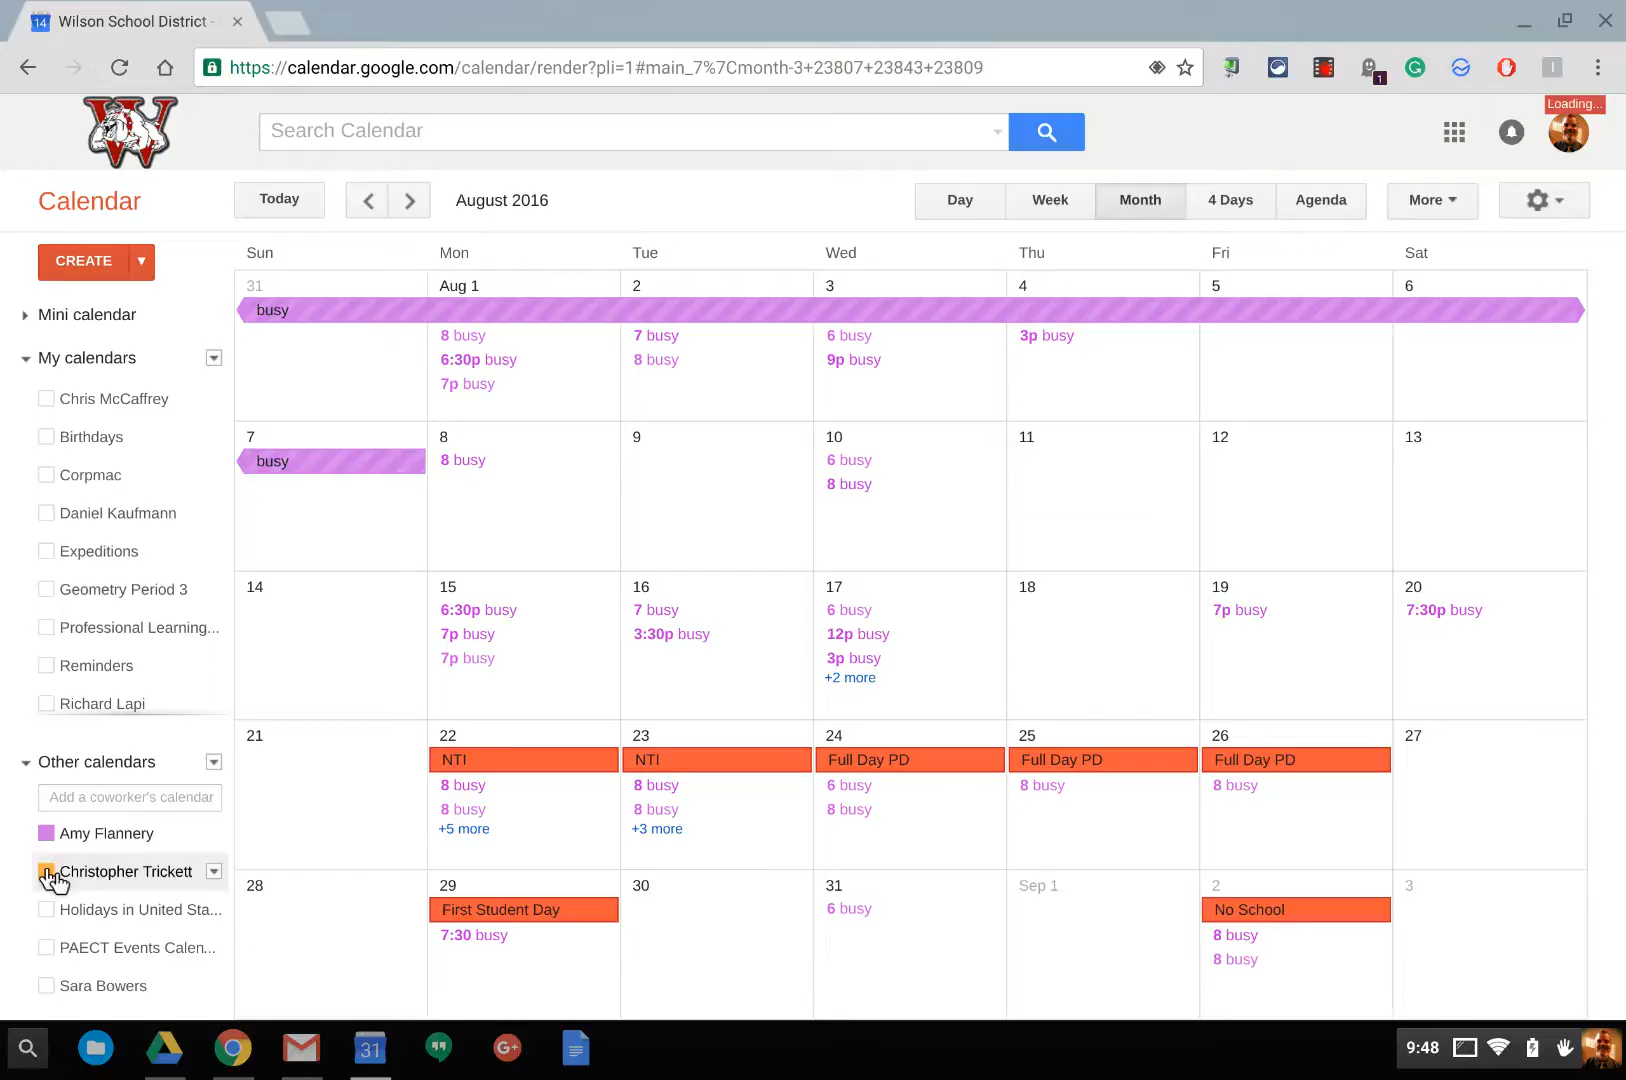 14 Wilson School District -
https://calendar.google.com/calendar/render?pli=1#main_7%7Cmonth-3+23807+23843+23809
1
Loading...
W
Search Calendar
Calendar
Today
August 2016
Day
Week
Month
4 Days
Agenda
More
CREATE
Sun Mon Tue Wed Thu Fri Sat
Mini calendar
My calendars
Chris McCaffrey
Birthdays
Corpmac
Daniel Kaufmann
Expeditions
Geometry Period 3
Professional Learning...
Reminders
Richard Lapi
Other calendars
Add a coworker's calendar
Amy Flannery
Christopher Trickett
Holidays in United Sta...
PAECT Events Calen...
Sara Bowers
31 Aug 1 2 3 4 5 6
busy
8 busy 7 busy 6 busy 3p busy
6:30p busy 8 busy 9p busy
7p busy
7 8 9 10 11 12 13
busy 8 busy 6 busy
8 busy
14 15 16 17 18 19 20
6:30p busy 7 busy 6 busy 7p busy 7:30p busy
7p busy 3:30p busy 12p busy
7p busy 3p busy
+2 more
21 22 23 24 25 26 27
NTI NTI Full Day PD Full Day PD Full Day PD
8 busy 8 busy 6 busy 8 busy 8 busy
8 busy 8 busy 8 busy
+5 more +3 more
28 29 30 31 Sep 1 2 3
First Student Day 6 busy No School
7:30 busy 8 busy
8 busy
31
G+
9:48